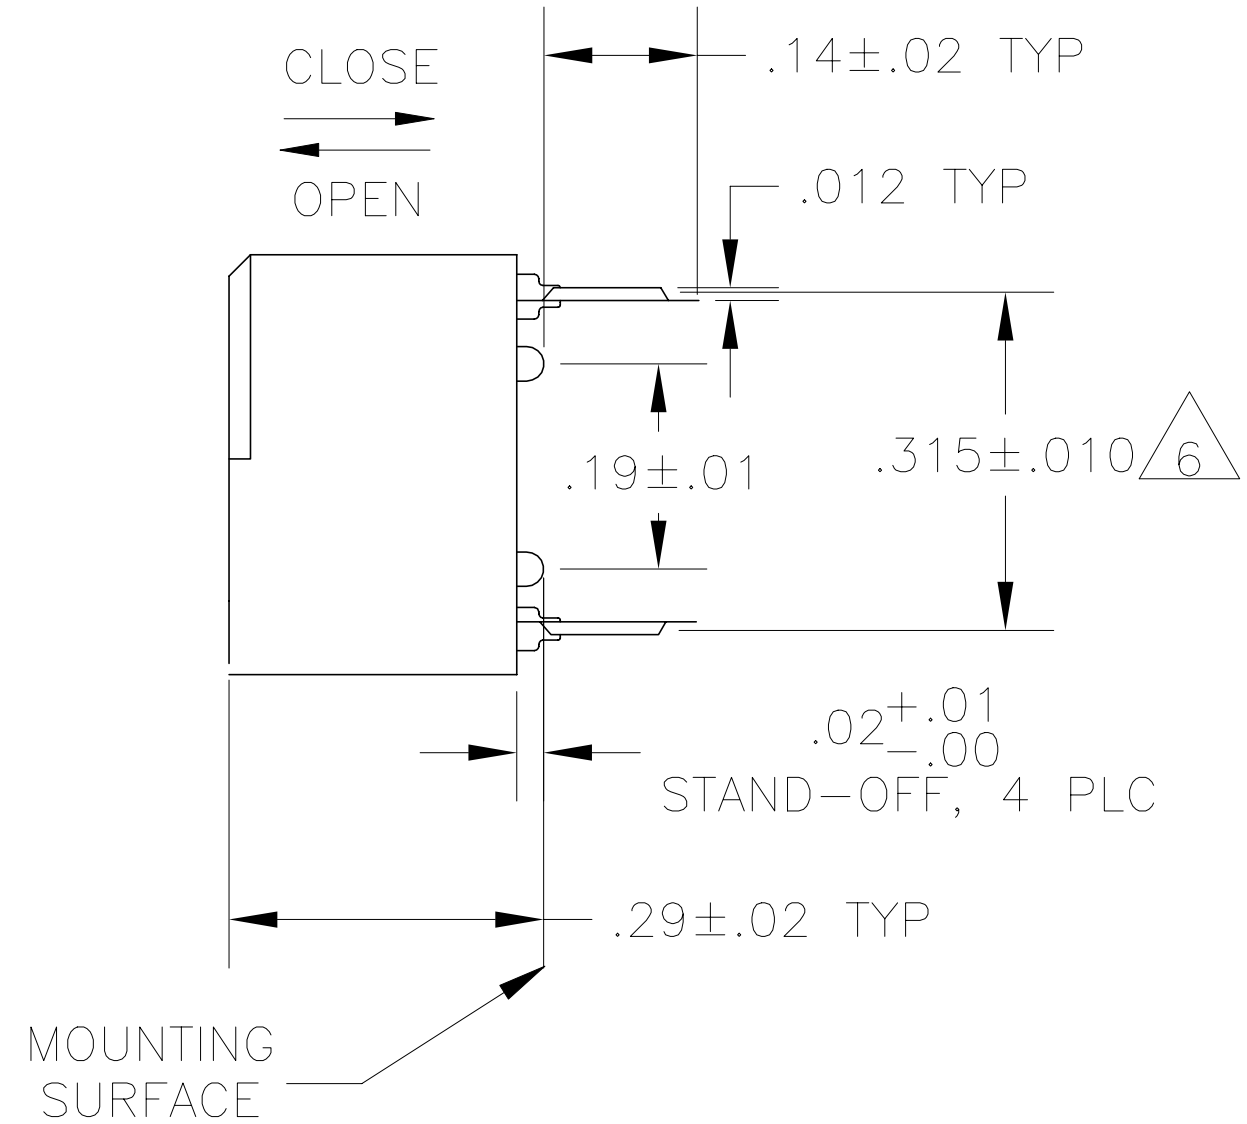 CLOSE
.14±.02 TYP
OPEN
.012 TYP
.19±.01
.315±.010
6
.02+.01
-.00
STAND-OFF, 4 PLC
.29±.02 TYP
MOUNTING
SURFACE